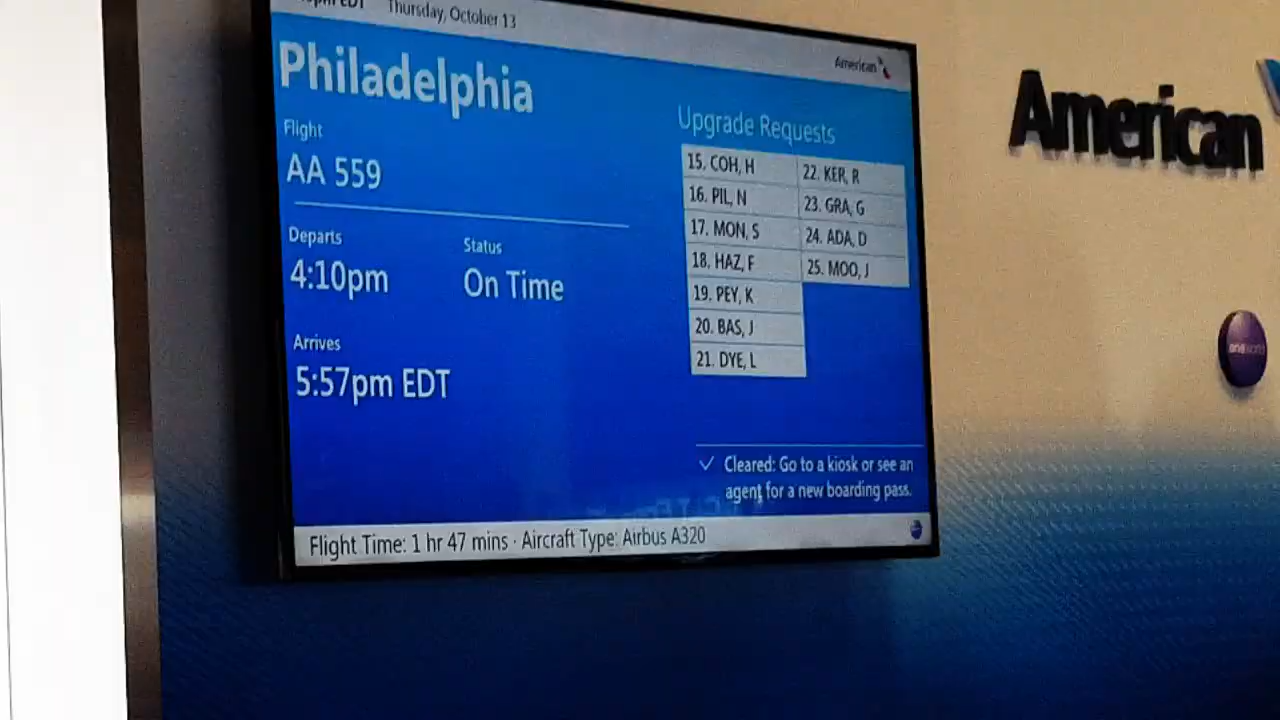 EDT Thursday, October 13
American
Philadelphia
Flight
AA 559
Departs
4:10pm
Status
On Time
Arrives
5:57pm EDT
Upgrade Requests
15. COH, H
16. PIL, N
17. MON, S
18. HAZ, F
19. PEY, K
20. BAS, J
21. DYE, L
22. KER, R
23. GRA, G
24. ADA, D
25. MOO, J
✓ Cleared: Go to a kiosk or see an
agent for a new boarding pass.
Flight Time: 1 hr 47 mins · Aircraft Type: Airbus A320
American
oneworld